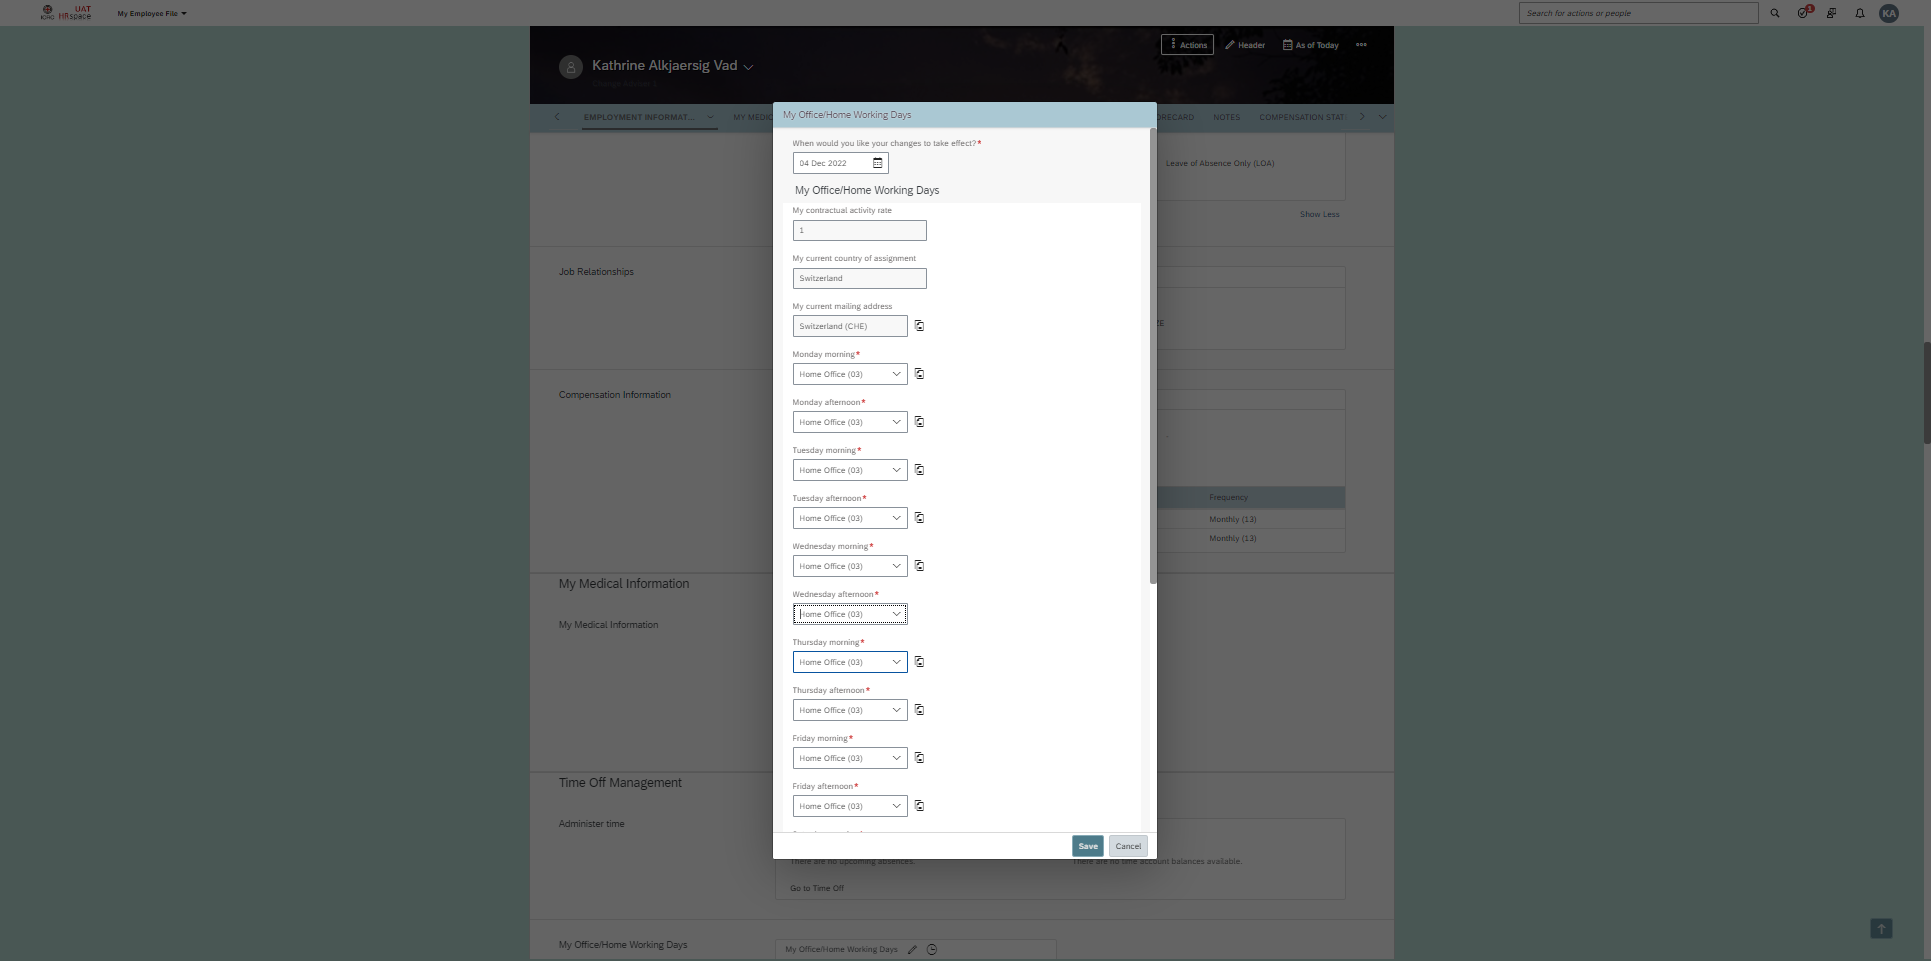 UAT
ICRC HRspace
My Employee File
Search for actions or people
1
KA
Actions
Header
As of Today
Kathrine Alkjaersig Vad
EMPLOYMENT INFORMAT...
MY MEDIC
ORECARD
NOTES
COMPENSATION STAT
My Office/Home Working Days
When would you like your changes to take effect?*
04 Dec 2022
Leave of Absence Only (LOA)
My Office/Home Working Days
My contractual activity rate
Show Less
1
My current country of assignment
Job Relationships
Switzerland
My current mailing address
Switzerland (CHE)
ZE
Monday morning*
Home Office (03)
Compensation Information
Monday afternoon*
Home Office (03)
Tuesday morning*
Home Office (03)
Tuesday afternoon*
Frequency
Home Office (03)
Monthly (13)
Monthly (13)
Wednesday morning*
Home Office (03)
My Medical Information
Wednesday afternoon*
Home Office (03)
My Medical Information
Thursday morning*
Home Office (03)
Thursday afternoon*
Home Office (03)
Friday morning*
Home Office (03)
Time Off Management
Friday afternoon*
Home Office (03)
Administer time
Save
Cancel
There are no upcoming absences.
There are no time account balances available.
Go to Time Off
My Office/Home Working Days
My Office/Home Working Days